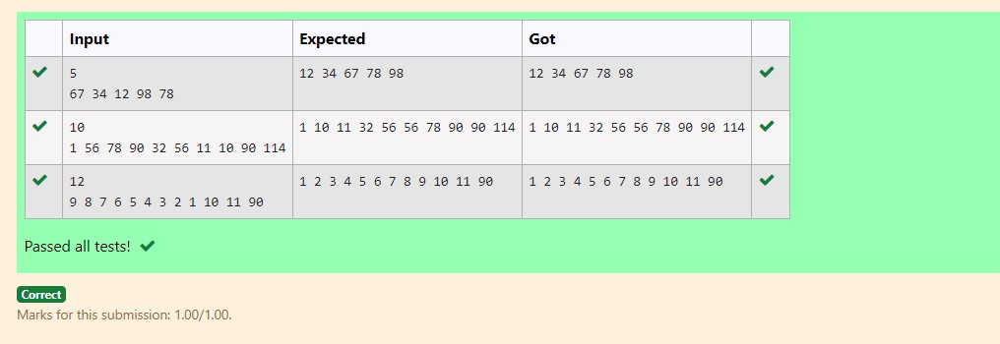 Input Expected Got
5 12 34 67 78 98 12 34 67 78 98
67 34 12 98 78
10 1 10 11 32 56 56 78 90 90 114 1 10 11 32 56 56 78 90 90 114
1 56 78 90 32 56 11 10 90 114
12 1 2 3 4 5 6 7 8 9 10 11 90 1 2 3 4 5 6 7 8 9 10 11 90
9 8 7 6 5 4 3 2 1 10 11 90
Passed all tests!
Correct
Marks for this submission: 1.00/1.00.